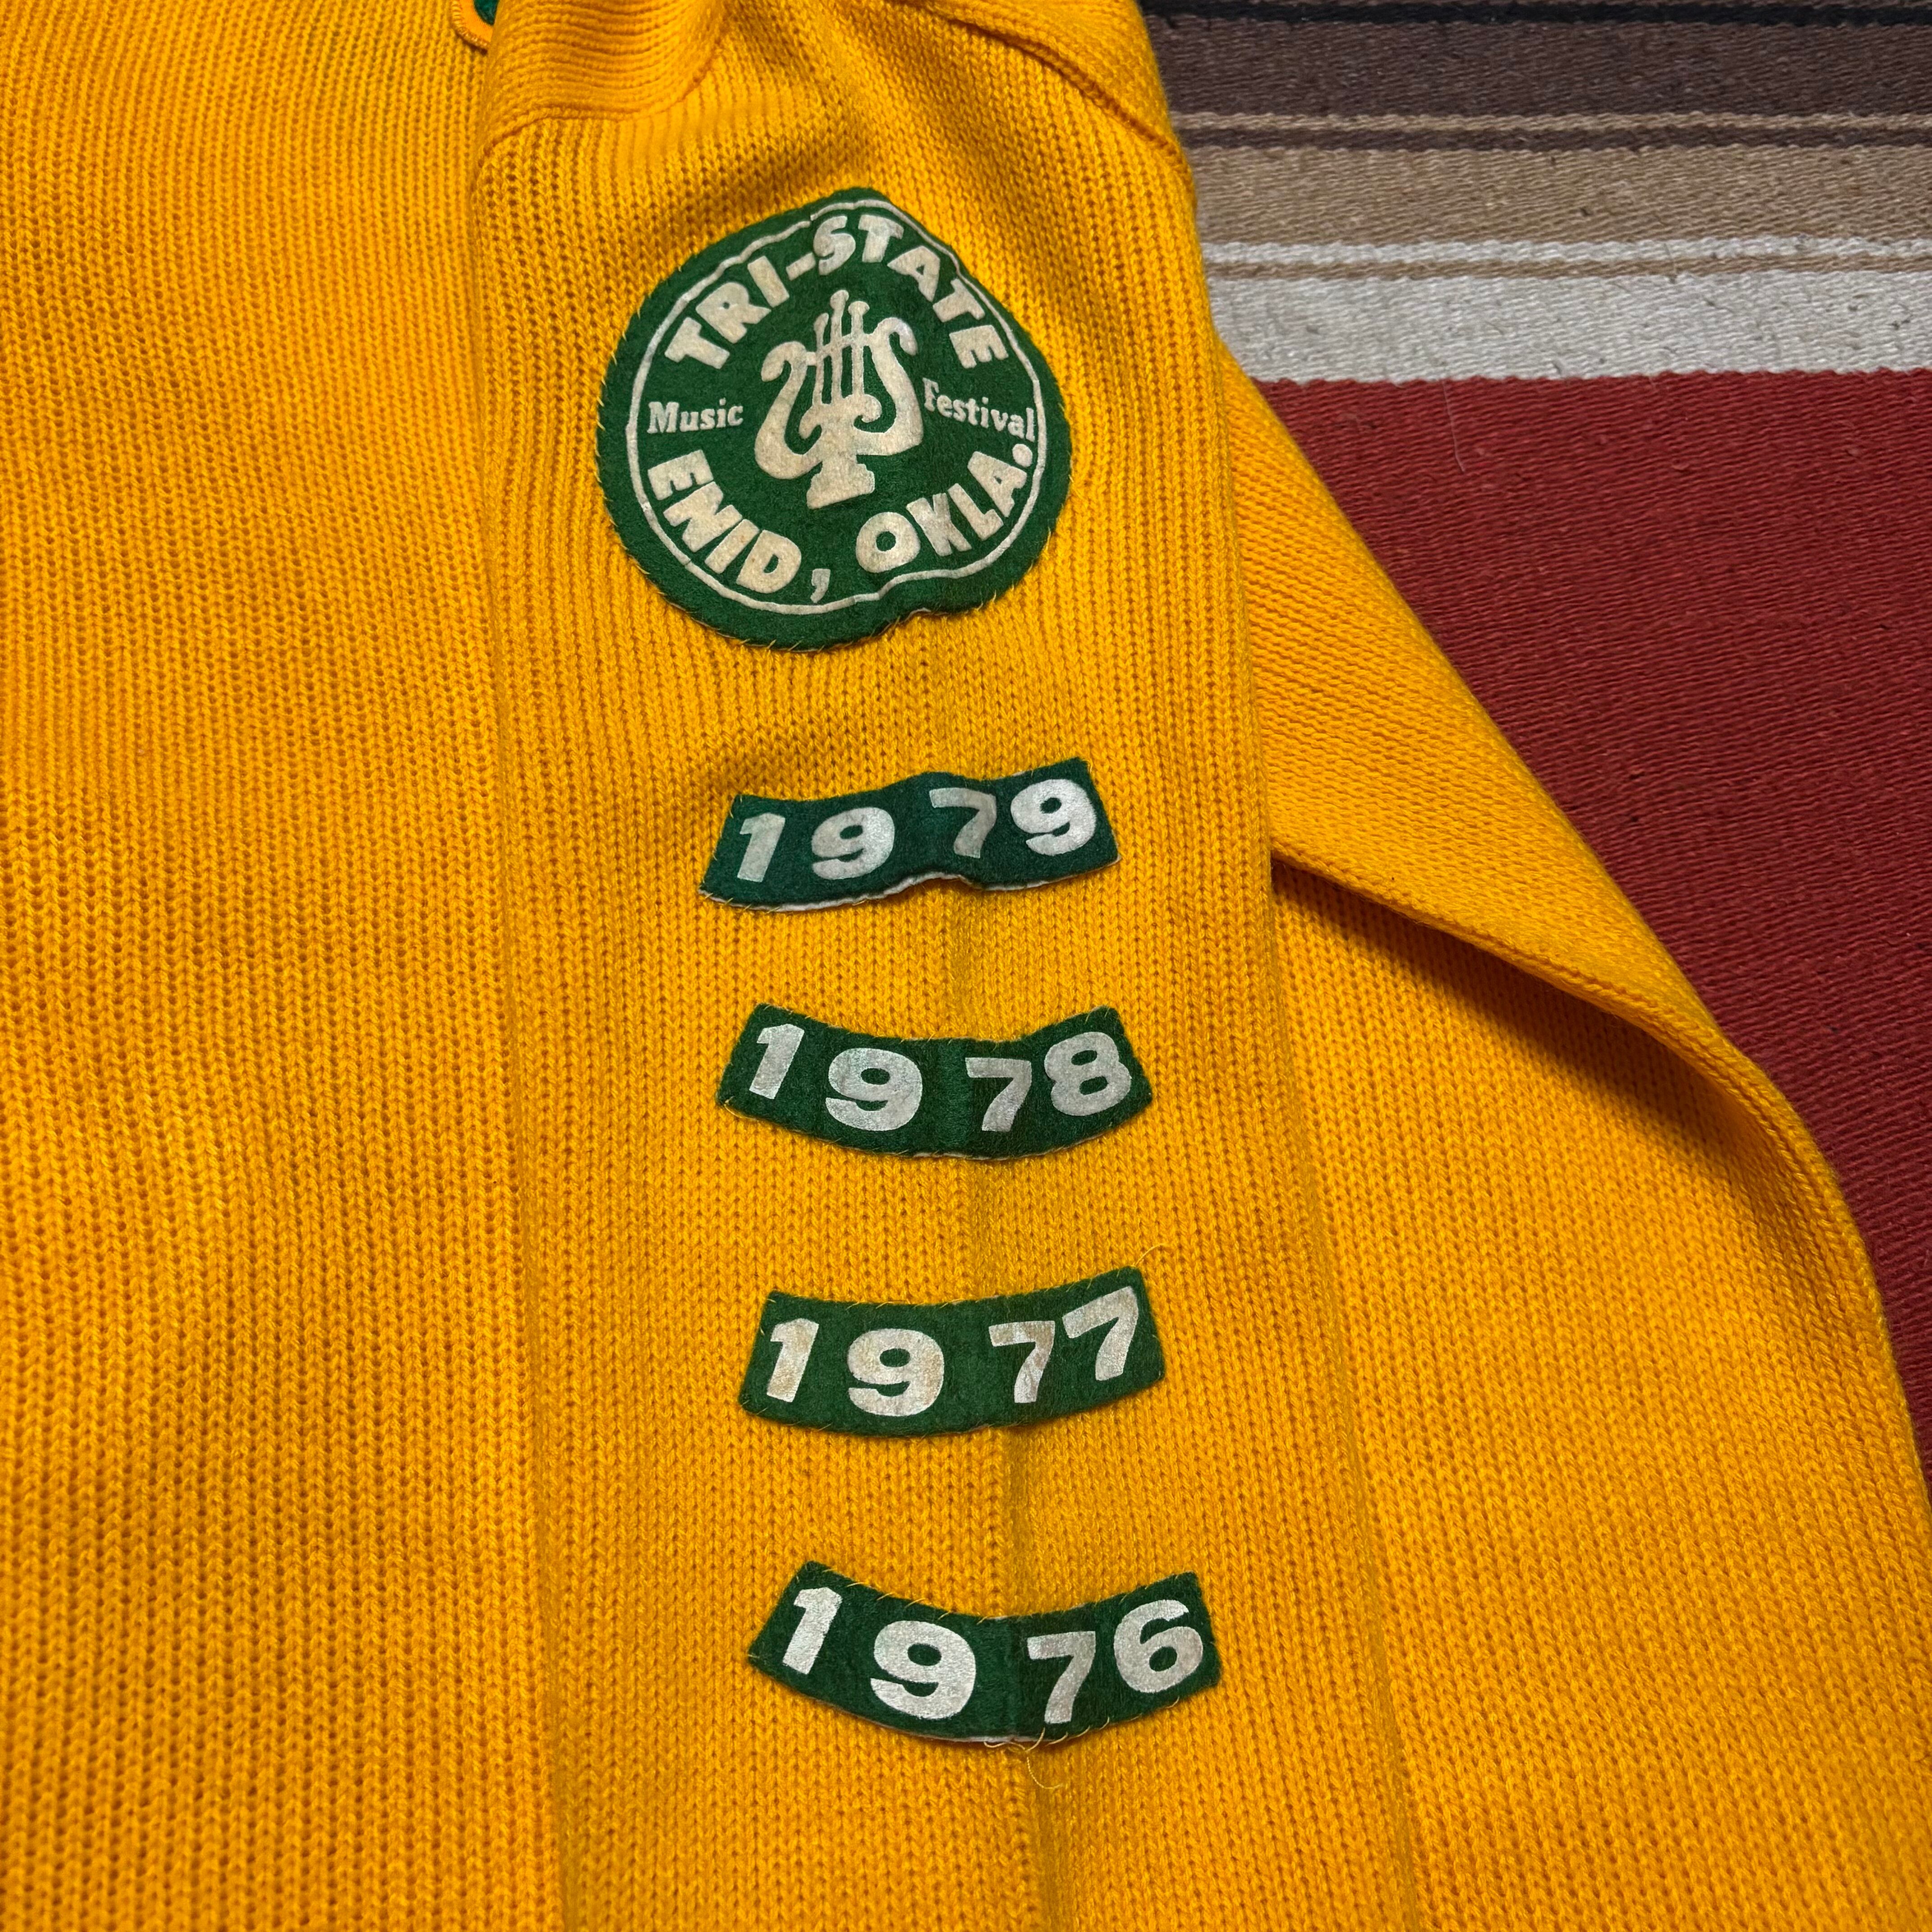 TRI-STATE
Music Festival
ENID, OKLA.
1979
1978
1977
1976